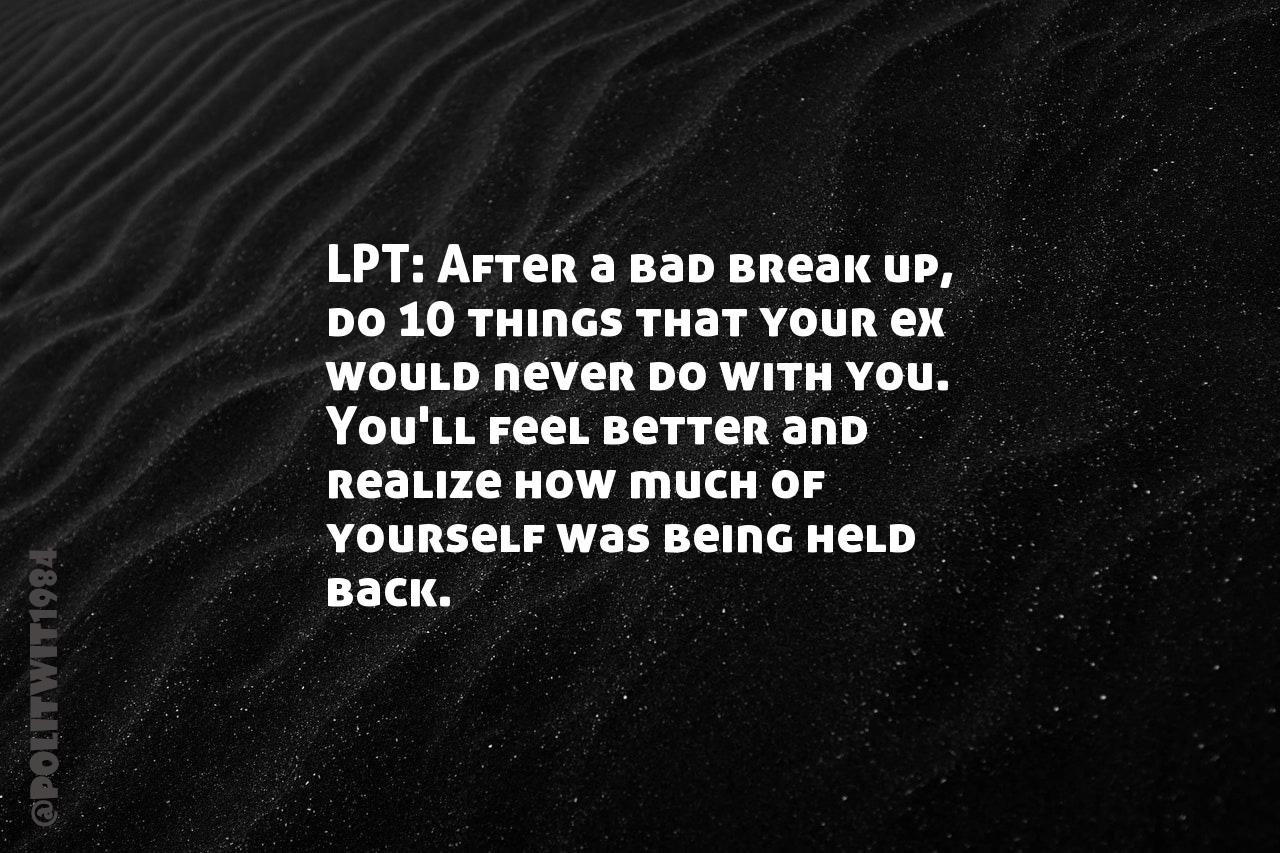 LPT: After a bad break up,
do 10 things that your ex
would never do with you.
You'll feel better and
realize how much of
yourself was being held
back.
@politwit1984